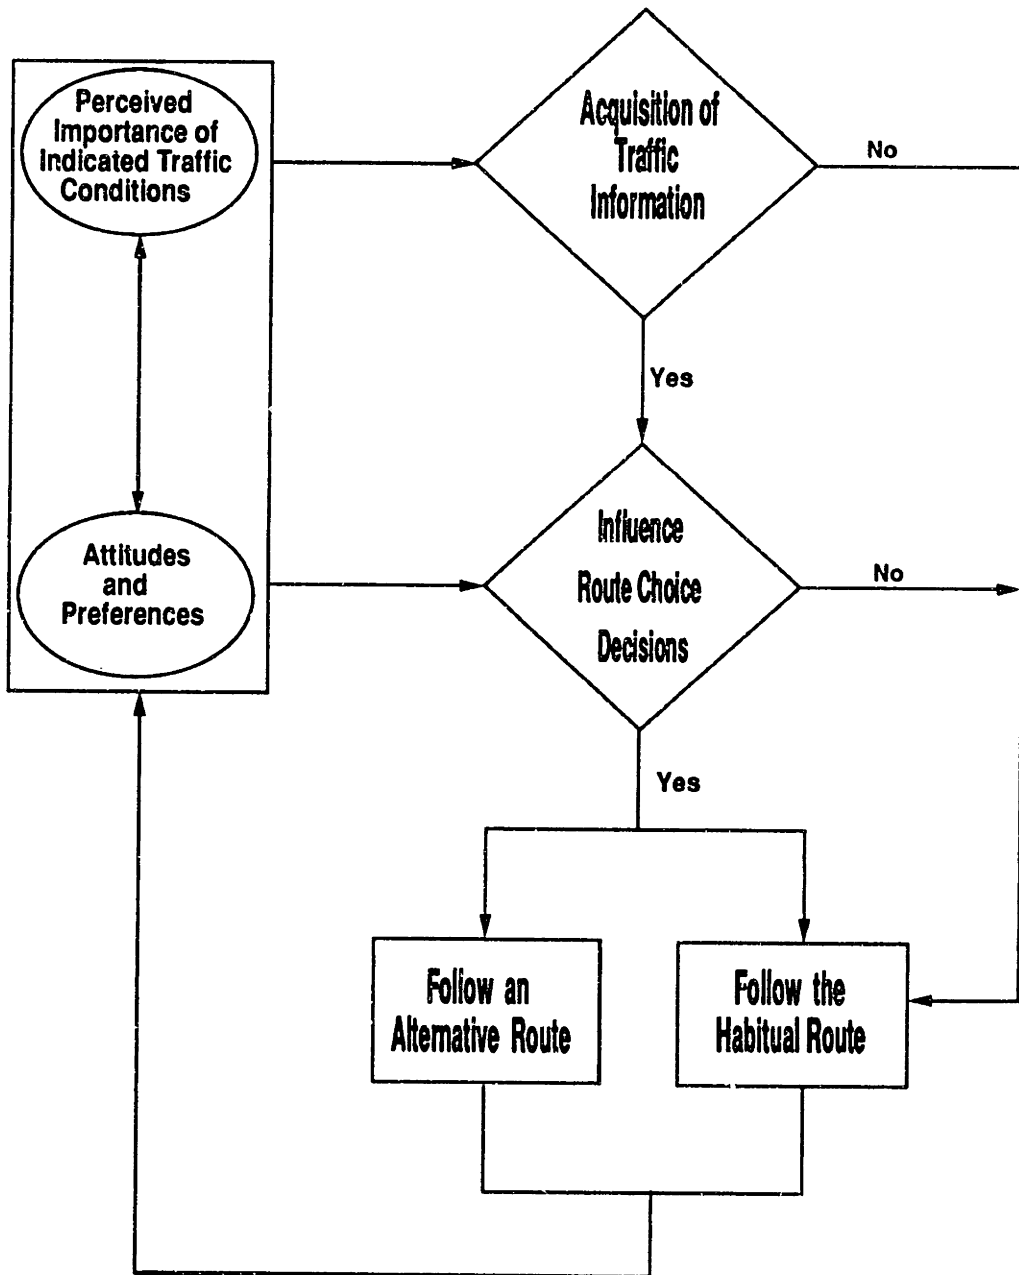 Perceived
Importance of
Indicated Traffic
Conditions
Acquisition of
Traffic
Information
No
Yes
Attitudes
and
Preferences
Influence
Route Choice
Decisions
No
Yes
Follow an
Alternative Route
Follow the
Habitual Route